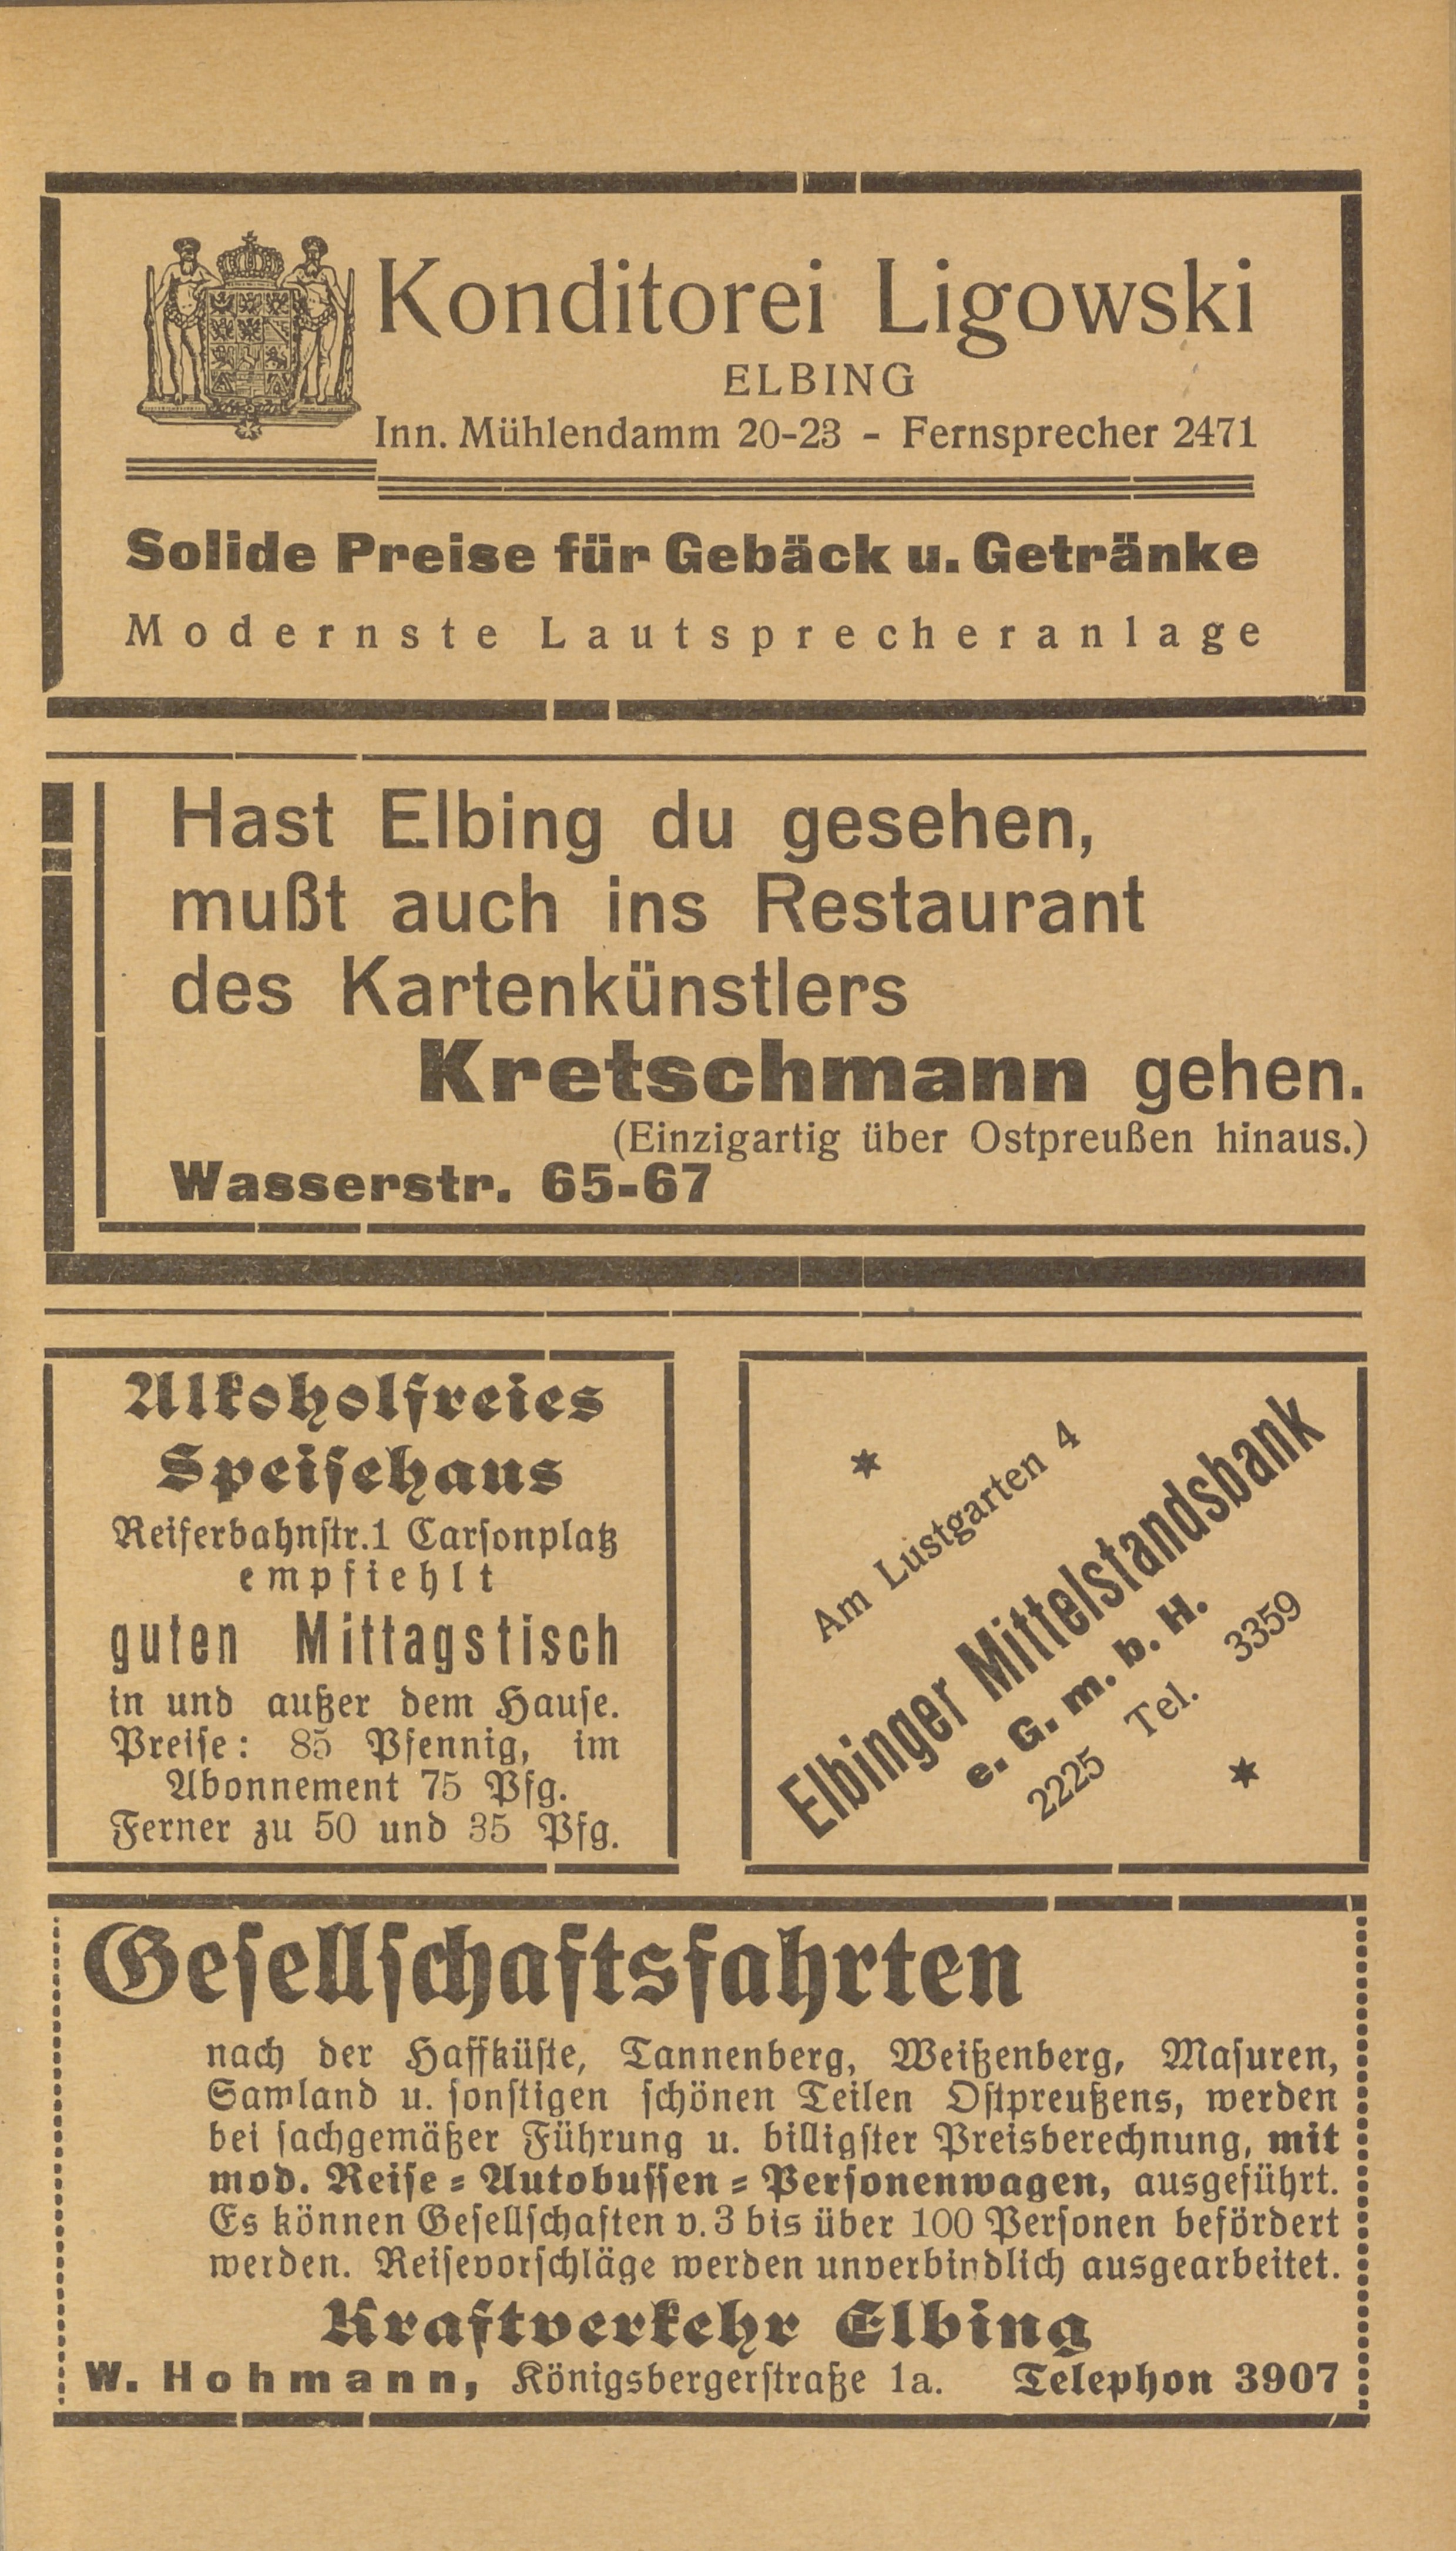 Konditorei Ligowski
ELBING
Inn. Mühlendamm 20-23 - Fernsprecher 2471
Solide Preise für Gebäck u. Getränke
Modernste Lautsprecheranlage
Hast Elbing du gesehen,
mußt auch ins Restaurant
des Kartenkünstlers
Kretschmann gehen.
(Einzigartig über Ostpreußen hinaus.)
Wasserstr. 65-67
Alkoholfreies
Speisehaus
Reiferbahnstr.1 Carsonplatz
empfiehlt
guten Mittagstisch
in und außer dem Hause.
Preise: 85 Pfennig, im
Abonnement 75 Pfg.
Ferner zu 50 und 35 Pfg.
* Am Lustgarten 4
Elbinger Mittelstandsbank
e. G. m. b. H.
2225 Tel. 3359 *
Gesellschaftsfahrten
nach der Haffküste, Tannenberg, Weißenberg, Masuren,
Samland u. sonstigen schönen Teilen Ostpreußens, werden
bei sachgemäßer Führung u. billigster Preisberechnung, mit
mod. Reise-Autobussen-Personenwagen, ausgeführt.
Es können Gesellschaften v. 3 bis über 100 Personen befördert
werden. Reisevorschläge werden unverbindlich ausgearbeitet.
Kraftverkehr Elbing
W. Hohmann, Königsbergerstraße 1a. Telephon 3907